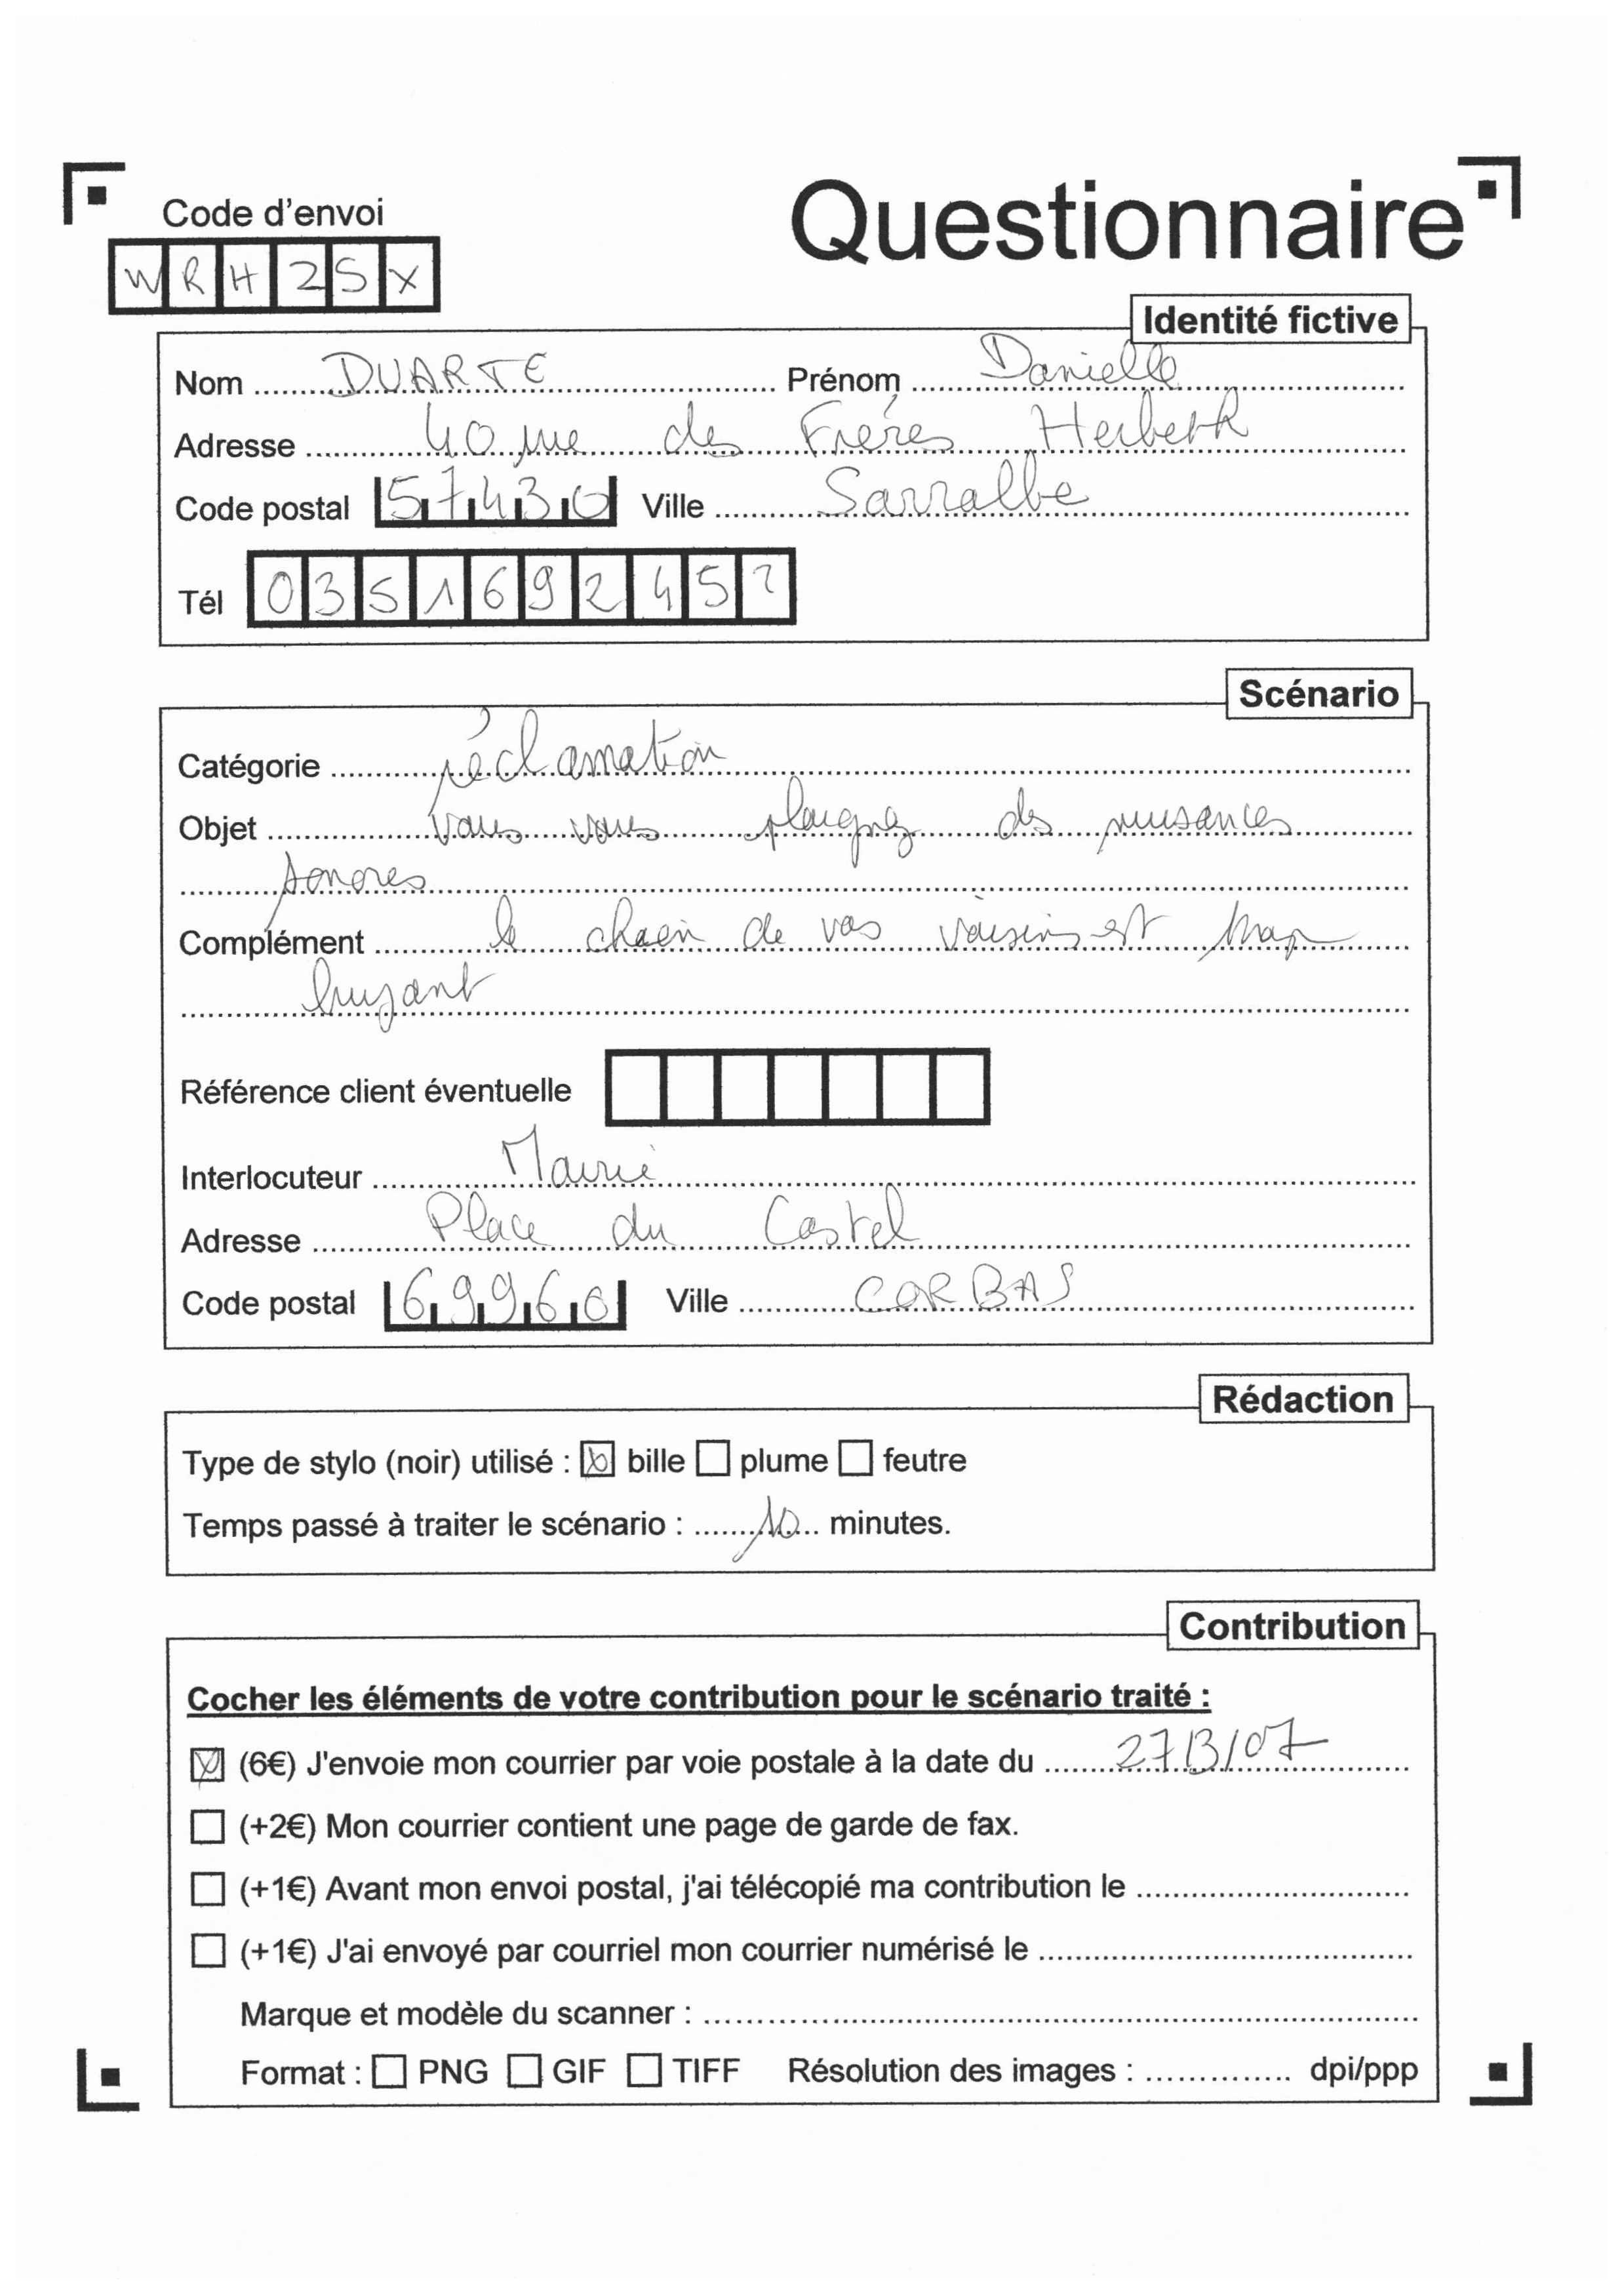 Code d'envoi
Questionnaire
WRH25X
Identité fictive
Nom DUARTE Prénom Danielle
Adresse 40 rue des Frères
Code postal 57430 Ville Sarralbe
Tél 035169245
Scénario
Catégorie réclamation
Objet vous vous plaignez des nuisances
sonores
Complément le de vos voisins est trop
bruyant
Référence client éventuelle
Interlocuteur Mairie
Adresse Place du Castel
Code postal 69960 Ville CORBAS
Rédaction
Type de stylo (noir) utilisé : bille plume feutre
Temps passé à traiter le scénario : 10 minutes.
Contribution
Cocher les éléments de votre contribution pour le scénario traité :
(6€) J'envoie mon courrier par voie postale à la date du 27/3/07
(+2€) Mon courrier contient une page de garde de fax.
(+1€) Avant mon envoi postal, j'ai télécopié ma contribution le
(+1€) J'ai envoyé par courriel mon courrier numérisé le
Marque et modèle du scanner :
Format : PNG GIF TIFF Résolution des images : dpi/ppp